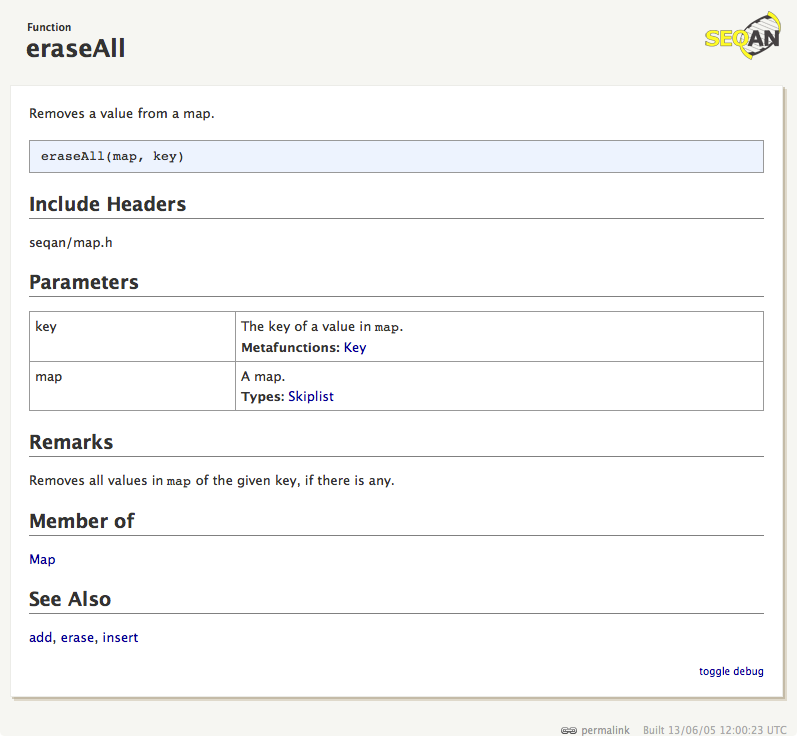 Function
eraseAll
SEQAN
Removes a value from a map.
eraseAll(map, key)
Include Headers
seqan/map.h
Parameters
key
The key of a value in map.
Metafunctions: Key
map
A map.
Types: Skiplist
Remarks
Removes all values in map of the given key, if there is any.
Member of
Map
See Also
add, erase, insert
toggle debug
permalink Built 13/06/05 12:00:23 UTC